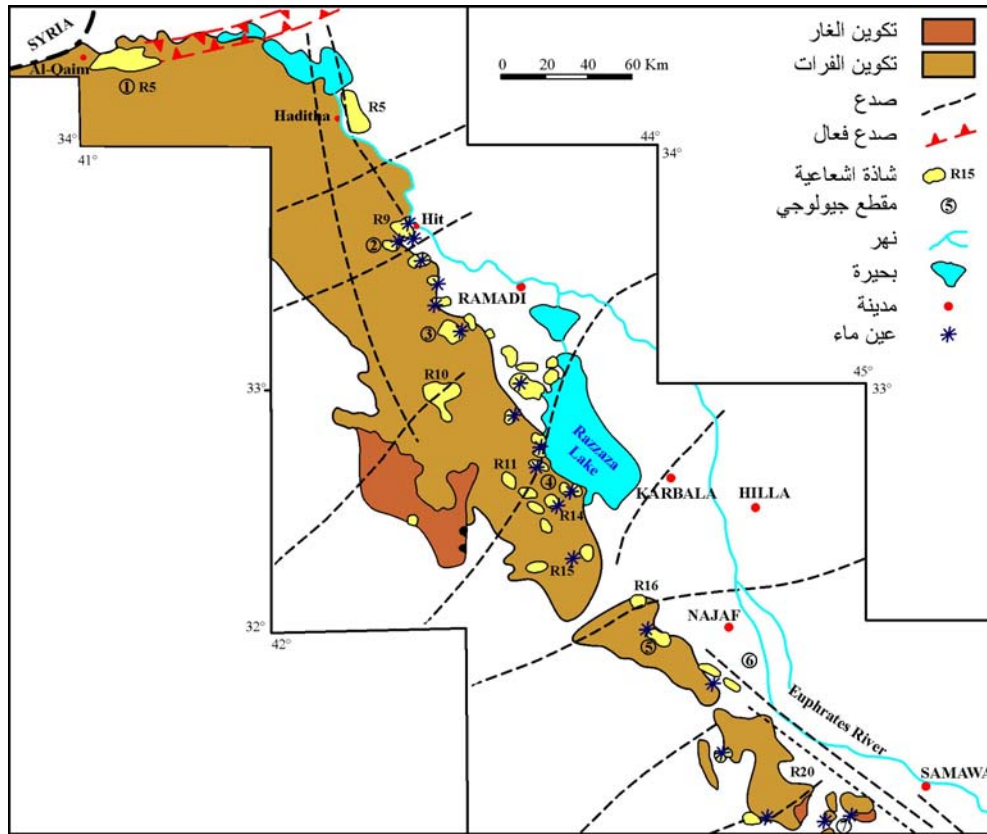 SYRIA
Al-Qaim
① R5
34°
41°
Haditha
R5
0 20 60 Km
44°
34°
تكوين الغار
تكوين الفرات
صدع
صدع فعال
شاذة اشعاعية R15
مقطع جيولوجي ⑤
نهر
بحيرة
مدينة
عين ماء
R9
Hit
②
RAMADI
③
R10
33°
45°
33°
Razzaza
Lake
R11
④
R14
KARBALA
HILLA
R15
R16
32°
42°
NAJAF
⑤
⑥
Euphrates River
R20
SAMAWA
⑦